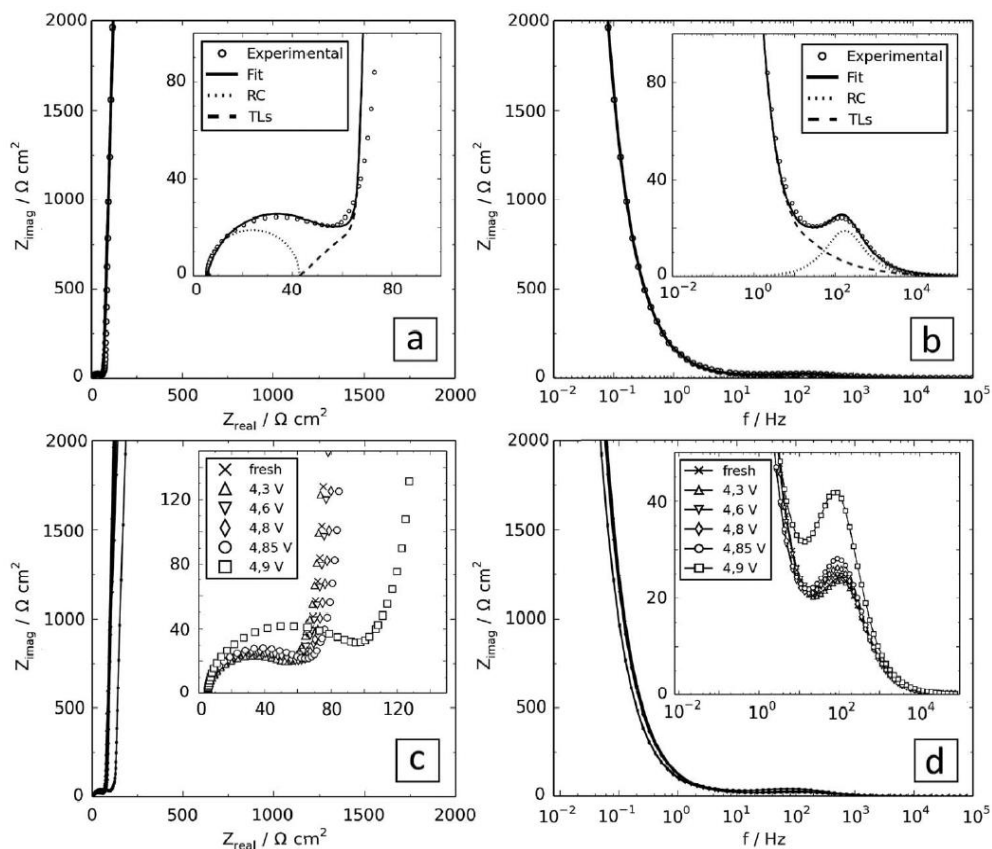 2000
1500
1000
500
0
Z_imag / Ω cm²
0 500 1000 1500 2000
Z_real / Ω cm²
80
40
0
0 40 80
Experimental
Fit
RC
TLs
a
2000
1500
1000
500
0
Z_imag / Ω cm²
10⁻² 10⁻¹ 10⁰ 10¹ 10² 10³ 10⁴ 10⁵
f / Hz
80
40
0
10⁻² 10⁰ 10² 10⁴
Experimental
Fit
RC
TLs
b
2000
1500
1000
500
0
Z_imag / Ω cm²
0 500 1000 1500 2000
Z_real / Ω cm²
120
80
40
0
0 40 80 120
fresh
4,3 V
4,6 V
4,8 V
4,85 V
4,9 V
c
2000
1500
1000
500
0
Z_imag / Ω cm²
10⁻² 10⁻¹ 10⁰ 10¹ 10² 10³ 10⁴ 10⁵
f / Hz
40
20
0
10⁻² 10⁰ 10² 10⁴
fresh
4,3 V
4,6 V
4,8 V
4,85 V
4,9 V
d